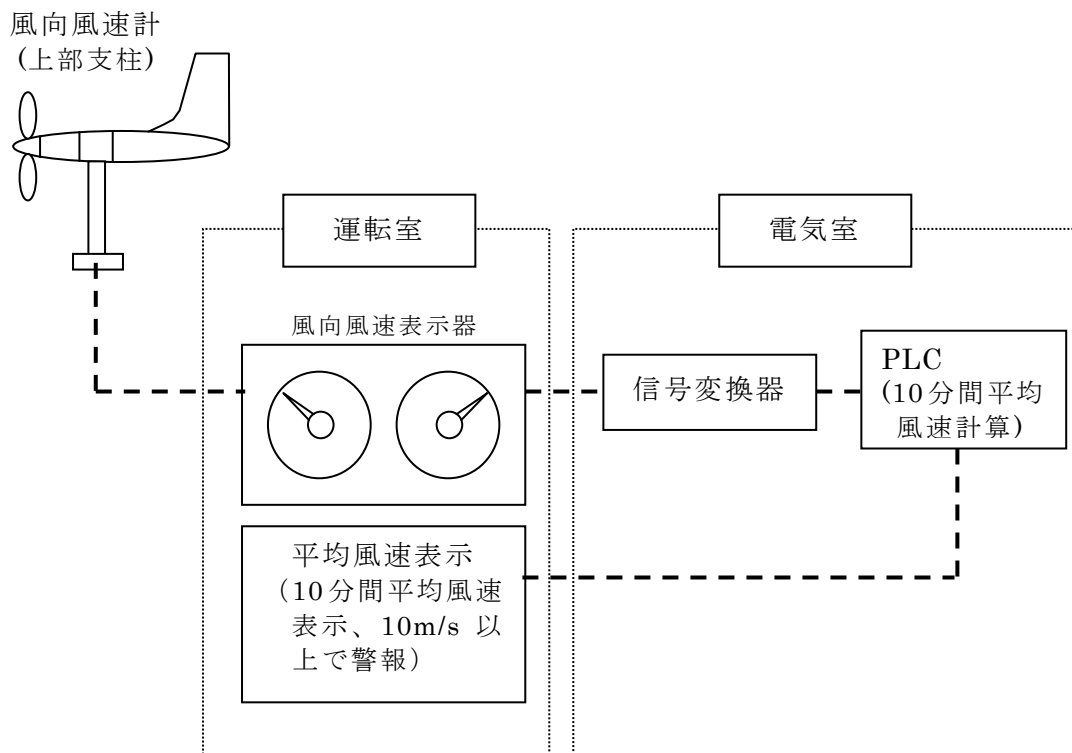 風向風速計
(上部支柱)
運転室
電気室
風向風速表示器
信号変換器
PLC
(10分間平均
風速計算)
平均風速表示
（10分間平均風速
表示、10m/s 以
上で警報）